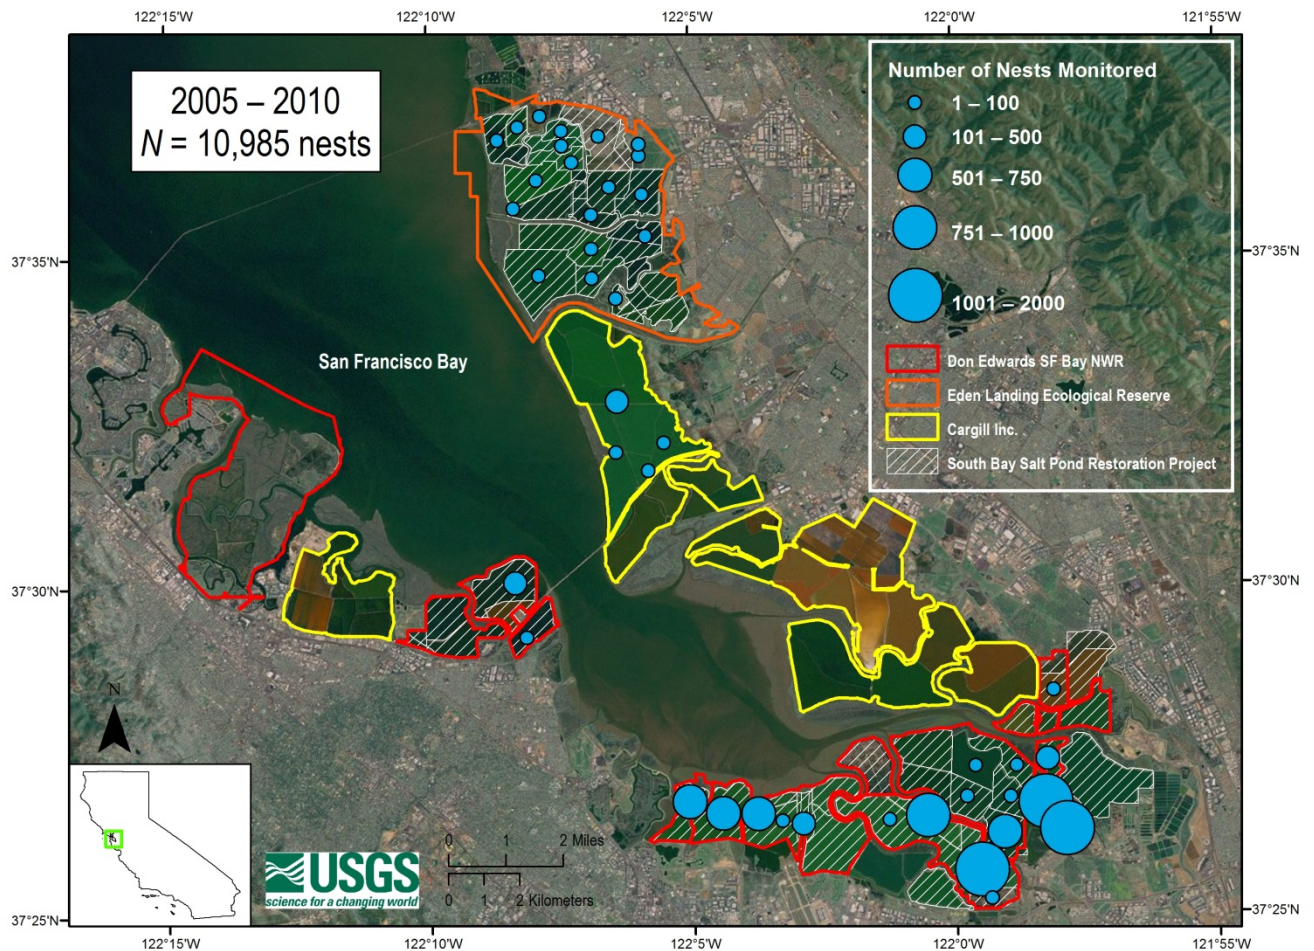 122°15'W 122°10'W 122°5'W 122°0'W 121°55'W
2005 – 2010
N = 10,985 nests
Number of Nests Monitored
1 – 100
101 – 500
501 – 750
751 – 1000
1001 – 2000
Don Edwards SF Bay NWR
Eden Landing Ecological Reserve
Cargill Inc.
South Bay Salt Pond Restoration Project
37°35'N 37°35'N
San Francisco Bay
37°30'N 37°30'N
N
0 1 2 Miles
0 1 2 Kilometers
USGS
science for a changing world
37°25'N 37°25'N
122°15'W 122°10'W 122°5'W 122°0'W 121°55'W